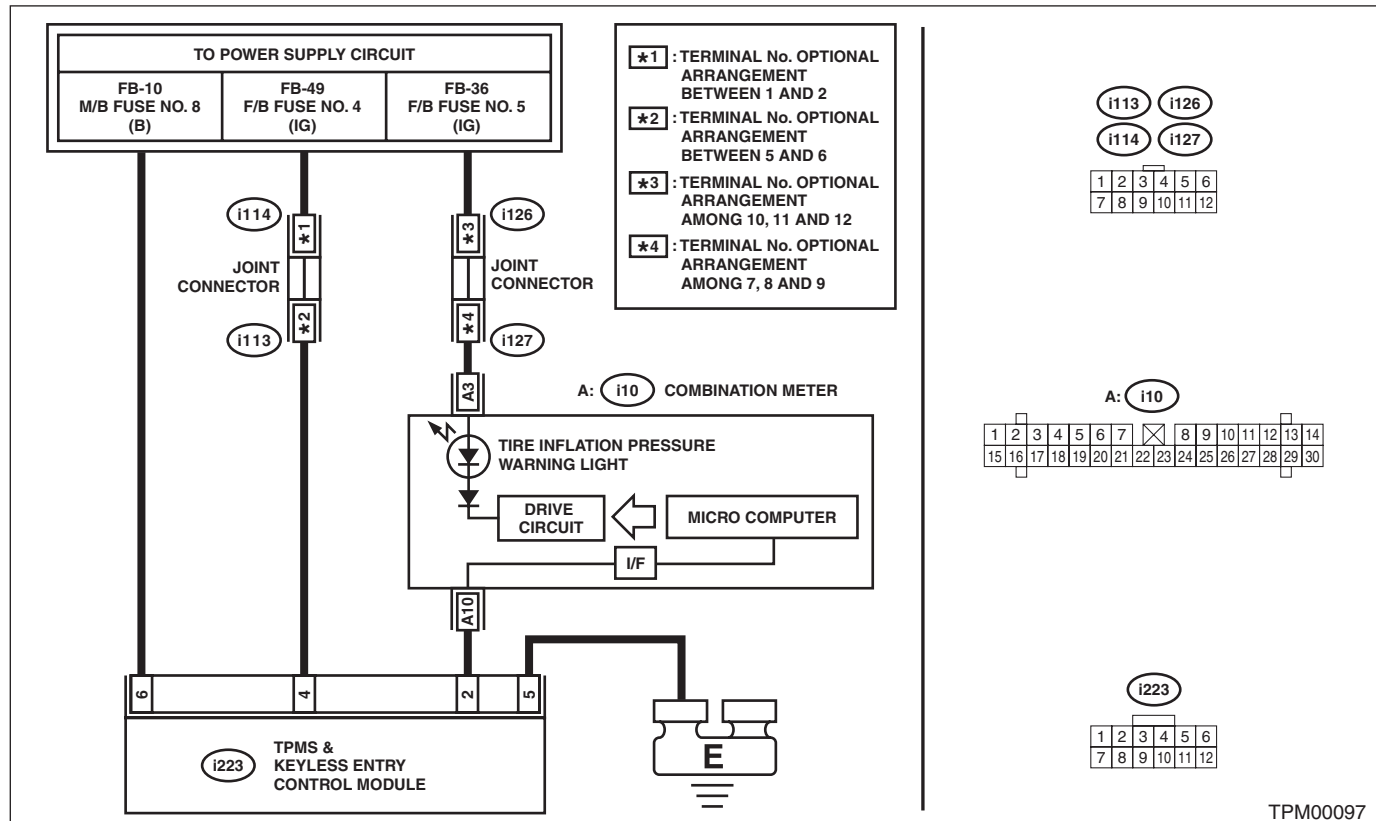 TO POWER SUPPLY CIRCUIT
FB-10
M/B FUSE NO. 8
(B)
FB-49
F/B FUSE NO. 4
(IG)
FB-36
F/B FUSE NO. 5
(IG)
*1 : TERMINAL No. OPTIONAL
ARRANGEMENT
BETWEEN 1 AND 2
*2 : TERMINAL No. OPTIONAL
ARRANGEMENT
BETWEEN 5 AND 6
*3 : TERMINAL No. OPTIONAL
ARRANGEMENT
AMONG 10, 11 AND 12
*4 : TERMINAL No. OPTIONAL
ARRANGEMENT
AMONG 7, 8 AND 9
i114
*1
JOINT
CONNECTOR
*2
i113
i126
*3
JOINT
CONNECTOR
*4
i127
A3
A: i10 COMBINATION METER
TIRE INFLATION PRESSURE
WARNING LIGHT
DRIVE
CIRCUIT
MICRO COMPUTER
I/F
A10
6
4
2
5
i223
TPMS &
KEYLESS ENTRY
CONTROL MODULE
E
i113 i126
i114 i127
1 2 3 4 5 6
7 8 9 10 11 12
A: i10
1 2 3 4 5 6 7 8 9 10 11 12 13 14
15 16 17 18 19 20 21 22 23 24 25 26 27 28 29 30
i223
1 2 3 4 5 6
7 8 9 10 11 12
TPM00097